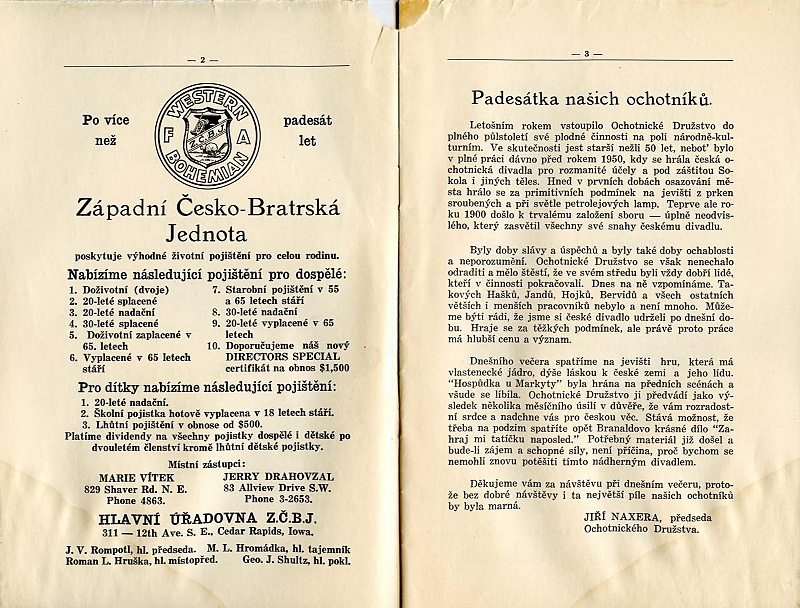 — 2 —
Po více
než
WESTERN
F A
Z.C.B.J.
BOHEMIAN
padesát
let
Západní Česko-Bratrská
Jednota
poskytuje výhodné životní pojištění pro celou rodinu.
Nabízíme následující pojištění pro dospělé:
1. Doživotní (dvoje)
2. 20-leté splacené
3. 20-leté nadační
4. 30-leté splacené
5. Doživotní zaplacené v
65. letech
6. Vyplacené v 65 letech
stáří
7. Starobní pojištění v 55
a 65 letech stáří
8. 30-leté nadační
9. 20-leté vyplacené v 65
letech
10. Doporučujeme náš nový
DIRECTORS SPECIAL
certifikát na obnos $1,500
Pro dítky nabízíme následující pojištění:
1. 20-leté nadační.
2. Školní pojistka hotově vyplacena v 18 letech stáří.
3. Lhůtní pojištění v obnose od $500.
Platíme dividendy na všechny pojistky dospělé i dětské po
dvouletém členství kromě lhůtní dětské pojistky.
Místní zástupci:
MARIE VÍTEK
829 Shaver Rd. N. E.
Phone 4863.
JERRY DRAHOVZAL
83 Allview Drive S.W.
Phone 3-2653.
HLAVNÍ ÚŘADOVNA Z.Č.B.J.
311 — 12th Ave. S. E., Cedar Rapids, Iowa.
J. V. Rompotl, hl. předseda. M. L. Hromádka, hl. tajemník
Roman L. Hruška, hl. místopřed. Geo. J. Shultz, hl. pokl.
— 3 —
Padesátka našich ochotníků.
Letošním rokem vstoupilo Ochotnické Družstvo do
plného půlstoletí své plodné činnosti na poli národně-kul-
turním. Ve skutečnosti jest starší nežli 50 let, neboť bylo
v plné práci dávno před rokem 1950, kdy se hrála česká o-
chotnická divadla pro rozmanité účely a pod záštitou So-
kola i jiných těles. Hned v prvních dobách osazování mě-
sta hrálo se za primitivních podmínek na jevišti z prken
sroubených a při světle petrolejových lamp. Teprve ale ro-
ku 1900 došlo k trvalému založení sboru — úplně neodvis-
lého, který zasvětil všechny své snahy českému divadlu.
Byly doby slávy a úspěchů a byly také doby ochablosti
a neporozumění. Ochotnické Družstvo se však nenechalo
odraditi a mělo štěstí, že ve svém středu byli vždy dobří lidé,
kteří v činnosti pokračovali. Dnes na ně vzpomínáme. Ta-
kových Hašků, Jandů, Hojků, Bervidů a všech ostatních
větších i menších pracovníků nebylo a není mnoho. Může-
me býti rádi, že jsme si české divadlo udrželi po dnešní do-
bu. Hraje se za těžkých podmínek, ale právě proto práce
má hlubší cenu a význam.
Dnešního večera spatříme na jevišti hru, která má
vlastenecké jádro, dýše láskou k české zemi a jeho lidu.
"Hospůdka u Markyty" byla hrána na předních scénách a
všude se líbila. Ochotnické Družstvo ji předvádí jako vý-
sledek několika měsíčního úsilí v důvěře, že vám rozradost-
ní srdce a nadchne vás pro českou věc. Stává možnost, že
třeba na podzim spatříte opět Branaldovo krásné dílo "Za-
hraj mi tatíčku naposled." Potřebný materiál již došel a
bude-li zájem a schopné síly, není příčina, proč bychom se
nemohli znovu potěšiti tímto nádherným divadlem.
Děkujeme vám za návštěvu při dnešním večeru, proto-
že bez dobré návštěvy i ta největší píle našich ochotníků
by byla marná.
JIŘÍ NAXERA, předseda
Ochotnického Družstva.